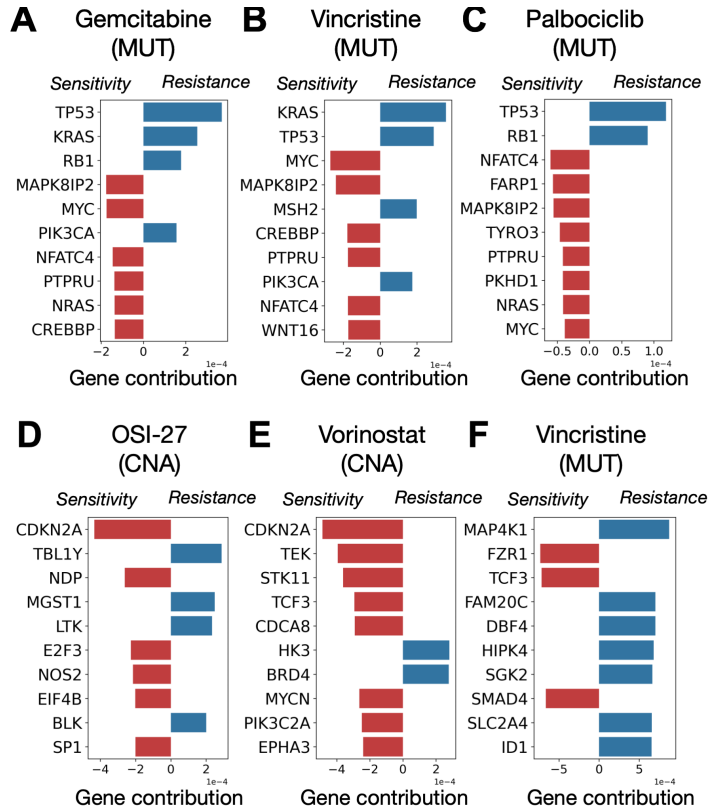 A
Gemcitabine
(MUT)
Sensitivity
Resistance
TP53
KRAS
RB1
MAPK8IP2
MYC
PIK3CA
NFATC4
PTPRU
NRAS
CREBBP
−2
0
2
1e−4
Gene contribution
B
Vincristine
(MUT)
Sensitivity
Resistance
KRAS
TP53
MYC
MAPK8IP2
MSH2
CREBBP
PTPRU
PIK3CA
NFATC4
WNT16
−2
0
2
1e−4
Gene contribution
C
Palbociclib
(MUT)
Sensitivity
Resistance
TP53
RB1
NFATC4
FARP1
MAPK8IP2
TYRO3
PTPRU
PKHD1
NRAS
MYC
−0.5
0.0
0.5
1.0
1e−4
Gene contribution
D
OSI-27
(CNA)
Sensitivity
Resistance
CDKN2A
TBL1Y
NDP
MGST1
LTK
E2F3
NOS2
EIF4B
BLK
SP1
−4
−2
0
2
1e−4
Gene contribution
E
Vorinostat
(CNA)
Sensitivity
Resistance
CDKN2A
TEK
STK11
TCF3
CDCA8
HK3
BRD4
MYCN
PIK3C2A
EPHA3
−4
−2
0
2
1e−4
Gene contribution
F
Vincristine
(MUT)
Sensitivity
Resistance
MAP4K1
FZR1
TCF3
FAM20C
DBF4
HIPK4
SGK2
SMAD4
SLC2A4
ID1
−5
0
5
1e−4
Gene contribution